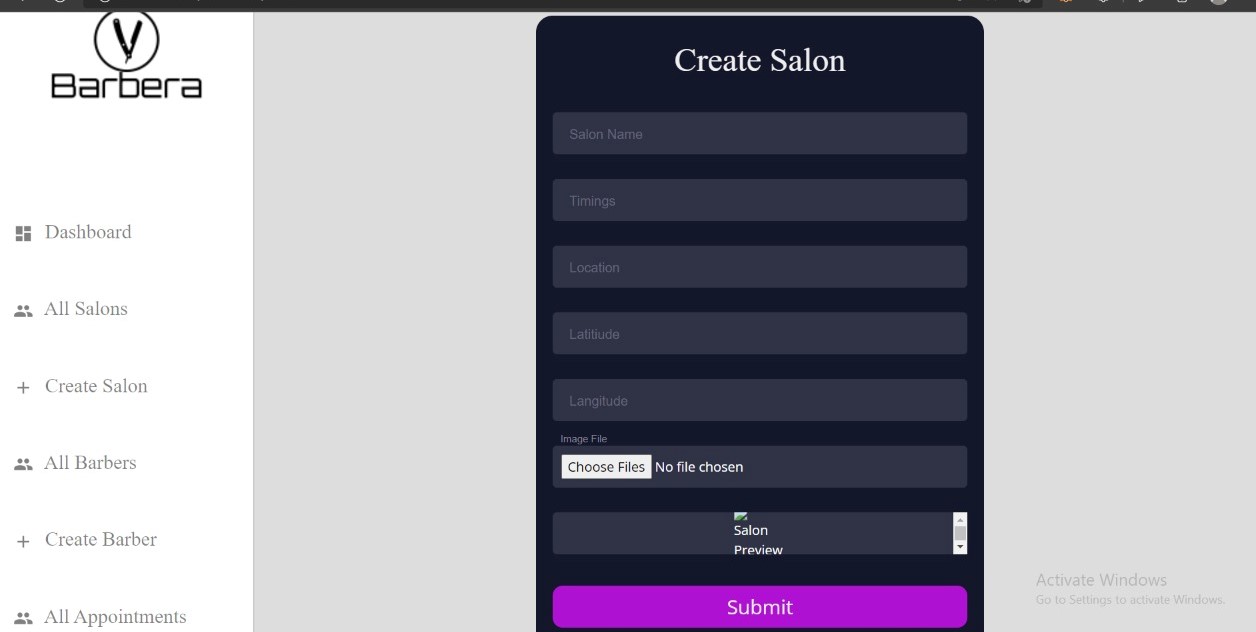 Barbera
Dashboard
All Salons
Create Salon
All Barbers
Create Barber
All Appointments
Create Salon
Salon Name
Timings
Location
Latitiude
Langitude
Image File
Choose Files No file chosen
Salon
Preview
Submit
Activate Windows
Go to Settings to activate Windows.